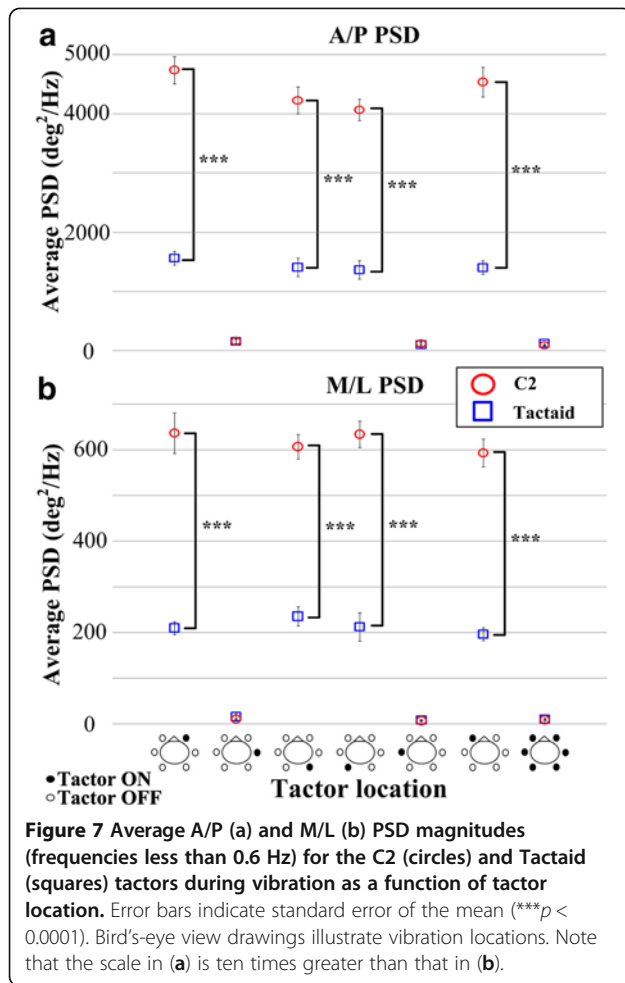 a
A/P PSD
5000
4000
2000
0
Average PSD (deg²/Hz)
***
***
***
***
b
M/L PSD
C2
Tactaid
600
400
200
0
Average PSD (deg²/Hz)
***
***
***
***
Tactor ON
Tactor OFF
Tactor location
Figure 7 Average A/P (a) and M/L (b) PSD magnitudes
(frequencies less than 0.6 Hz) for the C2 (circles) and Tactaid
(squares) tactors during vibration as a function of tactor
location. Error bars indicate standard error of the mean (***p <
0.0001). Bird's-eye view drawings illustrate vibration locations. Note
that the scale in (a) is ten times greater than that in (b).